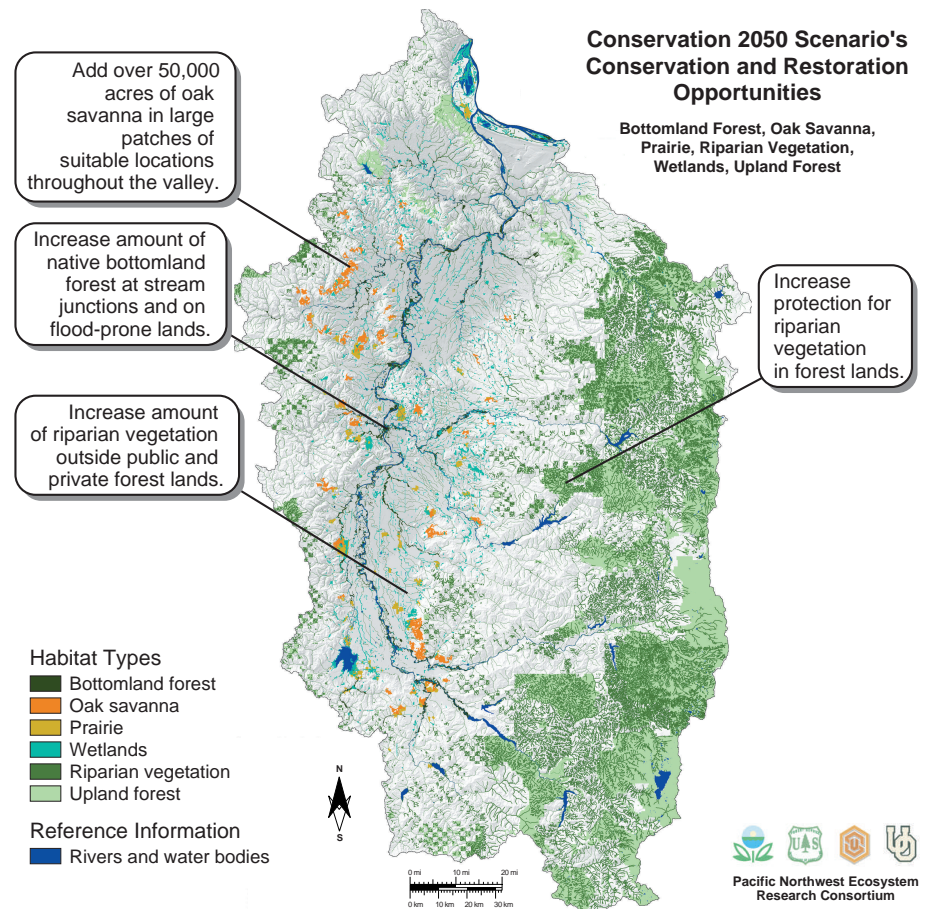 Conservation 2050 Scenario's
Conservation and Restoration
Opportunities
Bottomland Forest, Oak Savanna,
Prairie, Riparian Vegetation,
Wetlands, Upland Forest
Add over 50,000
acres of oak
savanna in large
patches of
suitable locations
throughout the valley.
Increase amount of
native bottomland
forest at stream
junctions and on
flood-prone lands.
Increase amount
of riparian vegetation
outside public and
private forest lands.
Increase
protection for
riparian
vegetation
in forest lands.
Habitat Types
Bottomland forest
Oak savanna
Prairie
Wetlands
Riparian vegetation
Upland forest
Reference Information
Rivers and water bodies
N
S
0 mi 10 mi 20 mi
0 km 10 km 20 km 30 km
UAS
UO
Pacific Northwest Ecosystem
Research Consortium